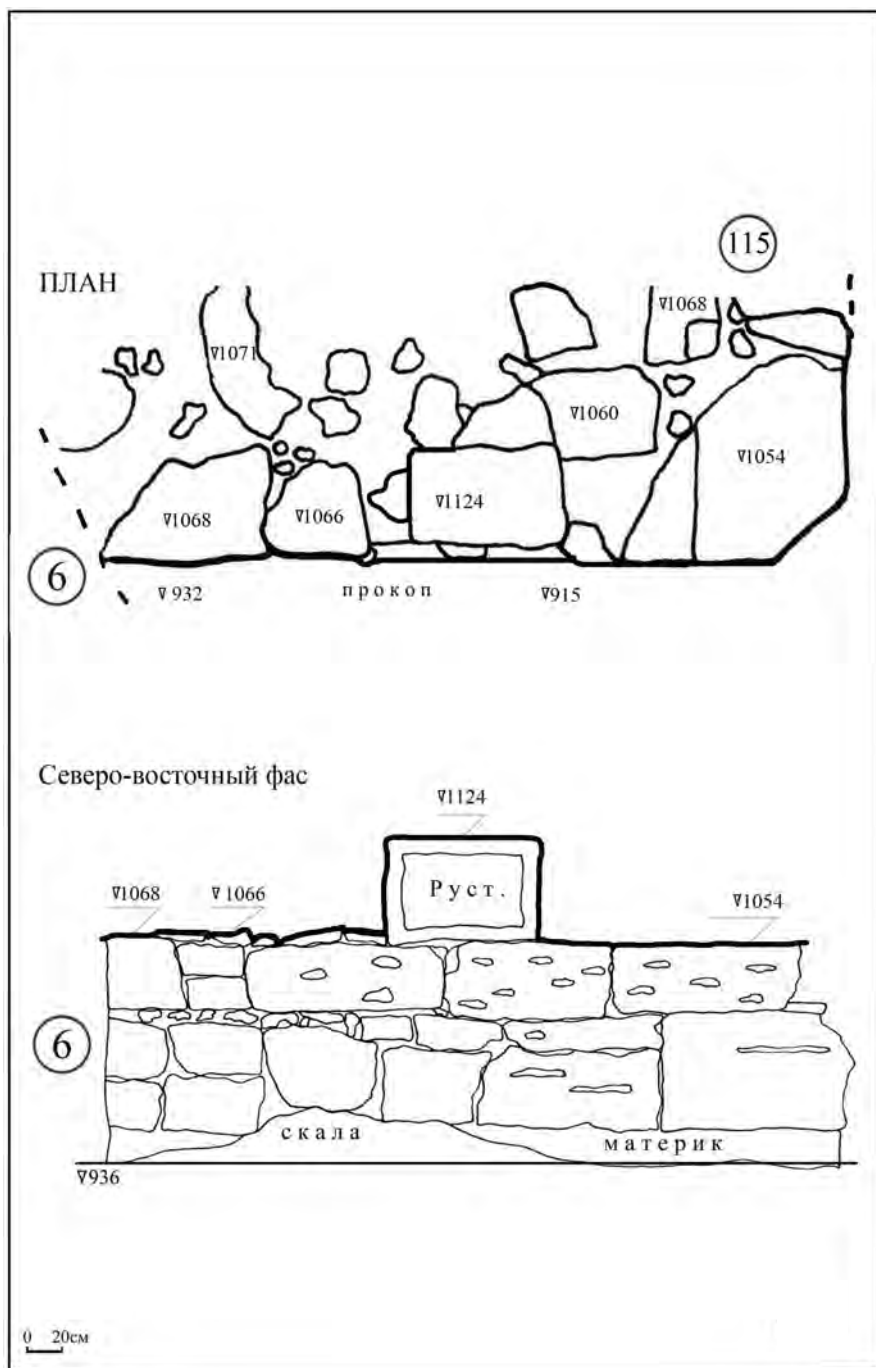 115
ПЛАН
∇1068
∇1071
∇1060
∇1054
∇1124
∇1068
∇1066
6
∇ 932
прокоп
∇915
Северо-восточный фас
∇1124
Руст.
∇1068
∇ 1066
∇1054
6
скала
материк
∇936
0 20см